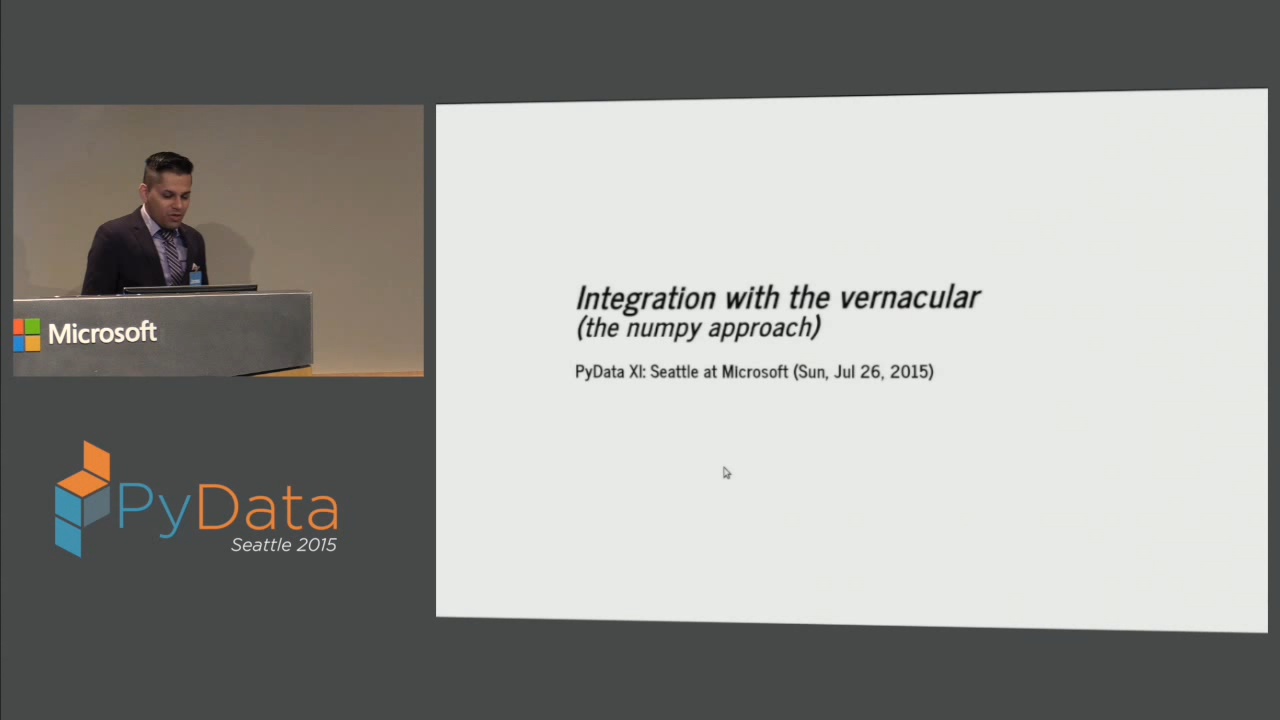 Microsoft
PyData
Seattle 2015
Integration with the vernacular
(the numpy approach)
PyData XI: Seattle at Microsoft (Sun, Jul 26, 2015)